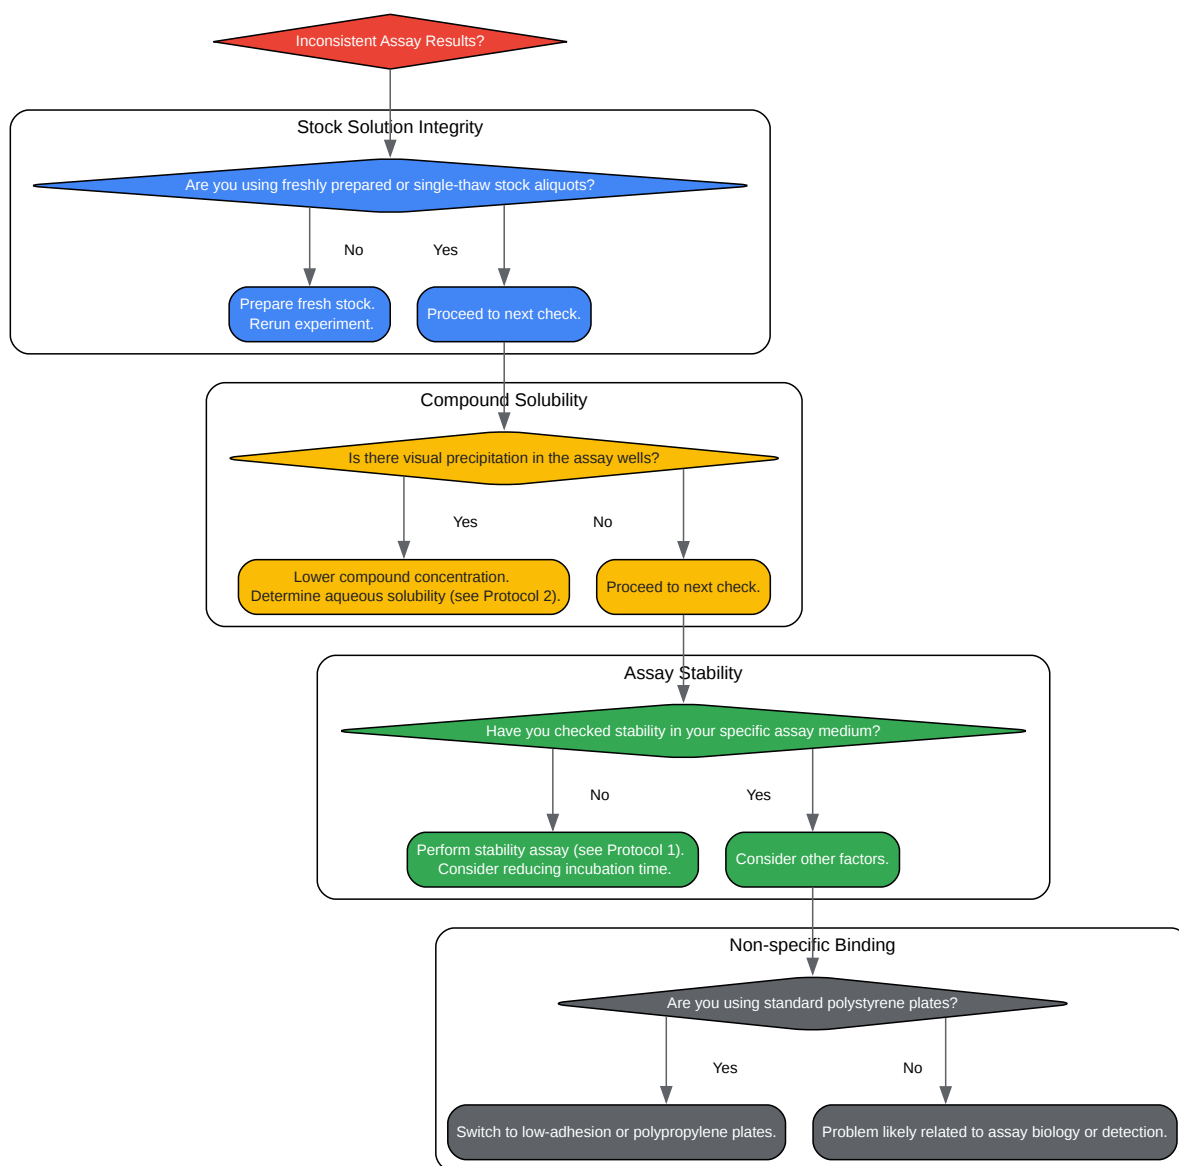 Inconsistent Assay Results?
Stock Solution Integrity
Are you using freshly prepared or single-thaw stock aliquots?
No
Yes
Prepare fresh stock.
Rerun experiment.
Proceed to next check.
Compound Solubility
Is there visual precipitation in the assay wells?
Yes
No
Lower compound concentration.
Determine aqueous solubility (see Protocol 2).
Proceed to next check.
Assay Stability
Have you checked stability in your specific assay medium?
No
Yes
Perform stability assay (see Protocol 1).
Consider reducing incubation time.
Consider other factors.
Non-specific Binding
Are you using standard polystyrene plates?
Yes
No
Switch to low-adhesion or polypropylene plates.
Problem likely related to assay biology or detection.